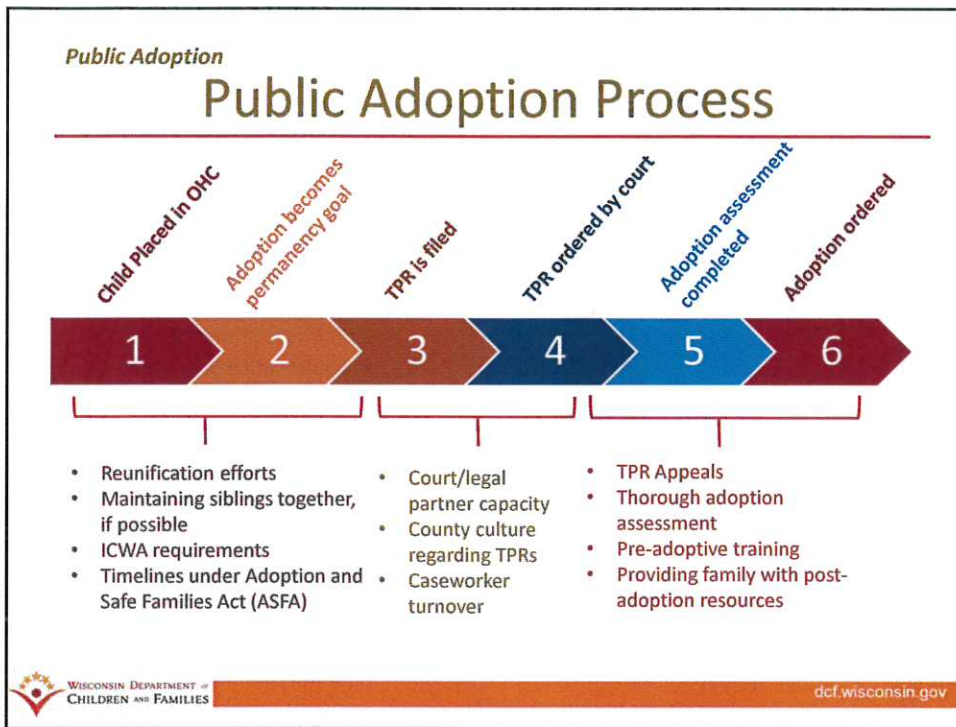 Public Adoption
Public Adoption Process
Child Placed in OHC
Adoption becomes
permanency goal
TPR is filed
TPR ordered by court
Adoption assessment
completed
Adoption ordered
1
2
3
4
5
6
• Reunification efforts
• Maintaining siblings together,
if possible
• ICWA requirements
• Timelines under Adoption and
Safe Families Act (ASFA)
• Court/legal
partner capacity
• County culture
regarding TPRs
• Caseworker
turnover
• TPR Appeals
• Thorough adoption
assessment
• Pre-adoptive training
• Providing family with post-
adoption resources
WISCONSIN DEPARTMENT OF
CHILDREN AND FAMILIES
dcf.wisconsin.gov